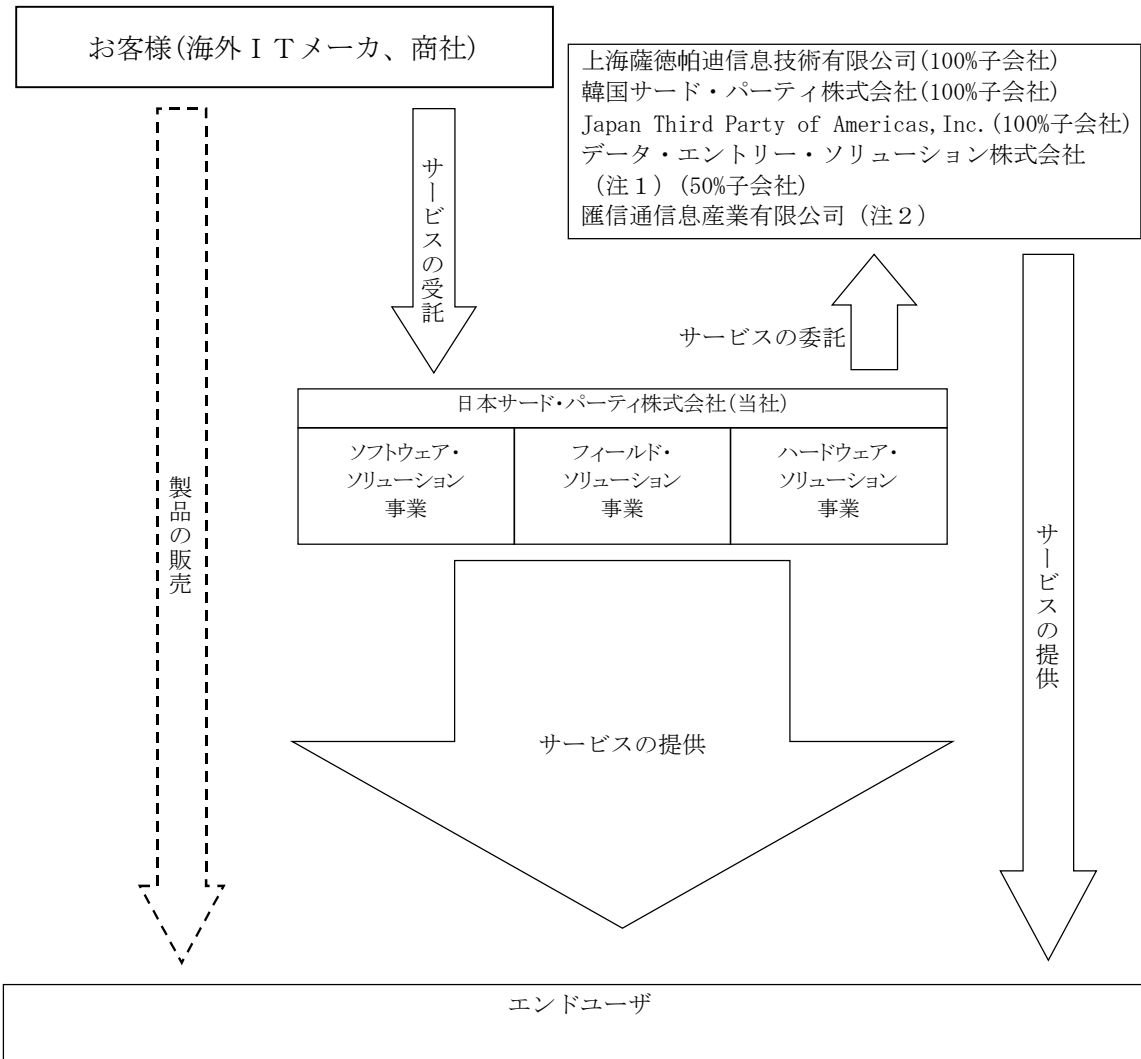 お客様(海外ＩＴメーカ、商社)
上海薩徳帕迪信息技術有限公司(100%子会社)
韓国サード・パーティ株式会社(100%子会社)
Japan Third Party of Americas,Inc.(100%子会社)
データ・エントリー・ソリューション株式会社
（注１）(50%子会社)
匯信通信息産業有限公司（注２）
サービスの受託
サービスの委託
日本サード・パーティ株式会社(当社)
ソフトウェア・
ソリューション
事業
フィールド・
ソリューション
事業
ハードウェア・
ソリューション
事業
製品の販売
サービスの提供
サービスの提供
エンドユーザ